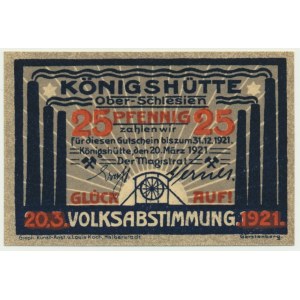 KÖNIGSHÜTTE
Ober-Schlesien
25 PFENNIG 25
zahlen wir
für diesen Gutschein bis zum 31.12.1921.
Königshütte, den 20. März 1921.
Der Magistrat
GLÜCK AUF!
20.3. VOLKSABSTIMMUNG. 1921.